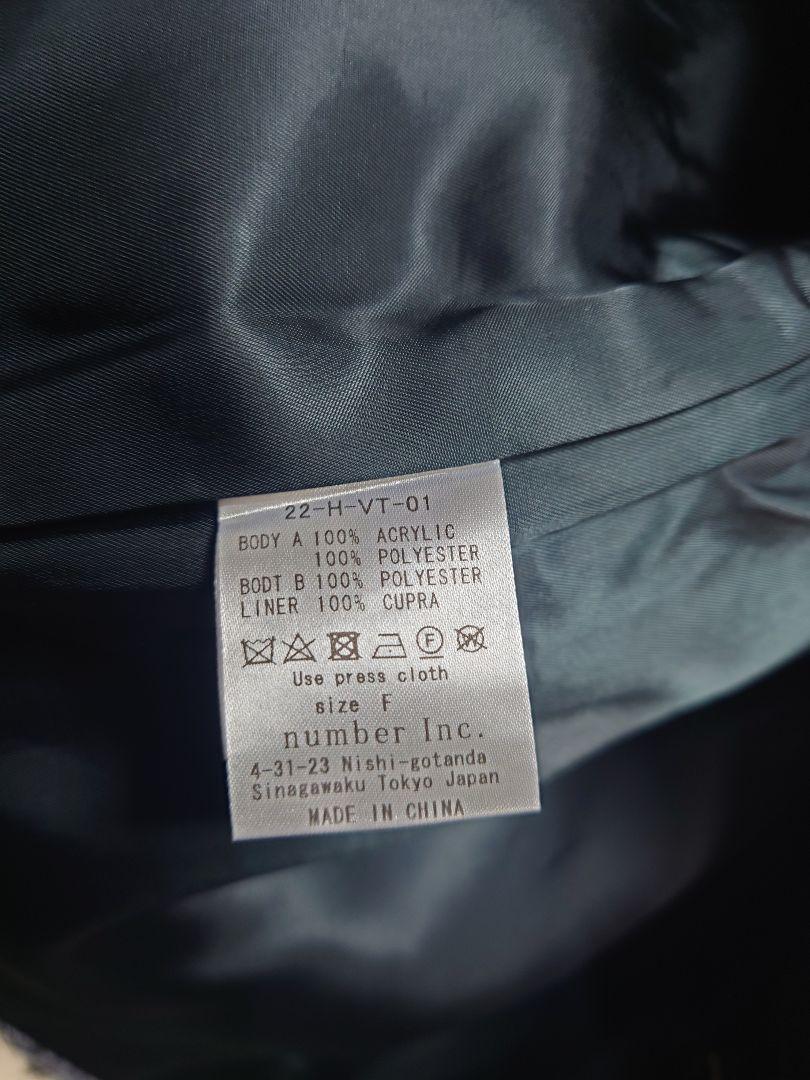 22-H-VT-01
BODY A 100% ACRYLIC
100% POLYESTER
BODT B 100% POLYESTER
LINER 100% CUPRA
F W
Use press cloth
size F
number Inc.
4-31-23 Nishi-gotanda
Sinagawaku Tokyo Japan
MADE IN CHINA